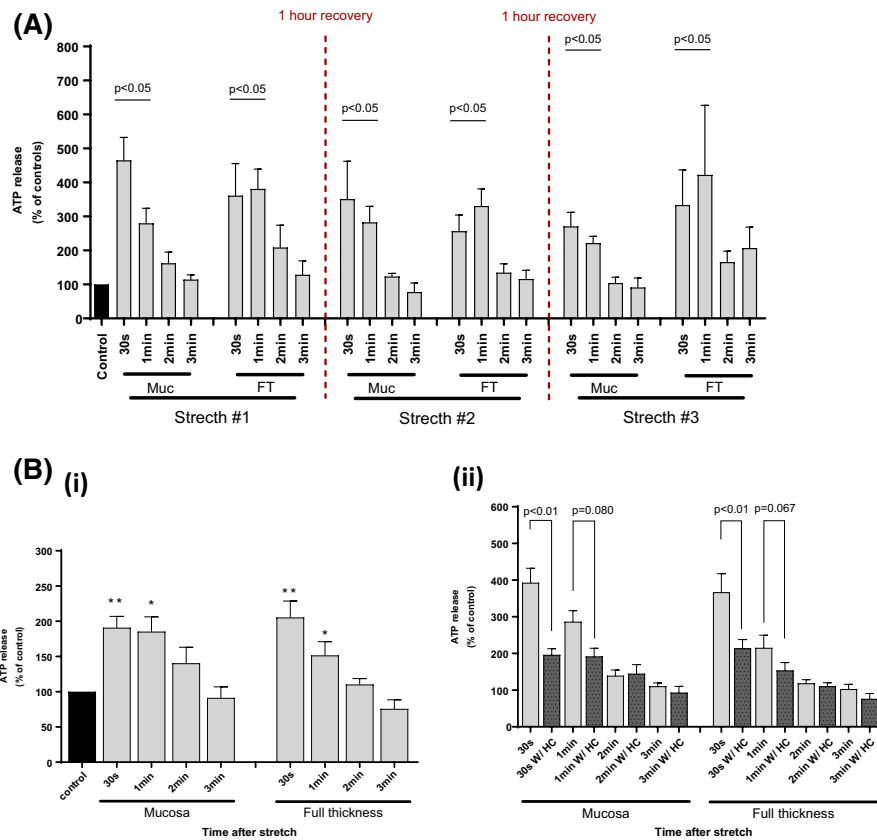 (A)
1 hour recovery
1 hour recovery
ATP release
(% of controls)
800
700
600
500
400
300
200
100
0
p<0.05
p<0.05
p<0.05
p<0.05
p<0.05
p<0.05
Control
30s
1min
2min
3min
30s
1min
2min
3min
30s
1min
2min
3min
30s
1min
2min
3min
30s
1min
2min
3min
30s
1min
2min
3min
Muc
FT
Muc
FT
Muc
FT
Strecth #1
Strecth #2
Strecth #3
(B)
(i)
ATP release
(% of control)
300
250
200
150
100
50
0
**
*
**
*
control
30s
1min
2min
3min
30s
1min
2min
3min
Mucosa
Full thickness
Time after stretch
(ii)
ATP release
(% of control)
600
500
400
300
200
100
0
p<0.01
p=0.080
p<0.01
p=0.067
30s
30s W/ HC
1min
1min W/ HC
2min
2min W/ HC
3min
3min W/ HC
30s
30s W/ HC
1min
1min W/ HC
2min
2min W/ HC
3min
3min W/ HC
Mucosa
Full thickness
Time after stretch